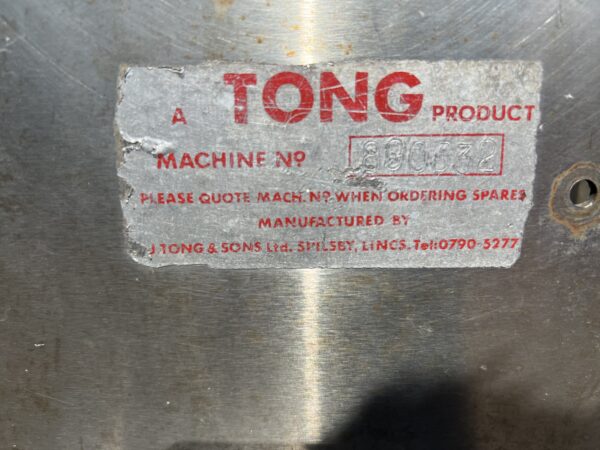 A TONG PRODUCT
MACHINE Nº 880632
PLEASE QUOTE MACH. Nº WHEN ORDERING SPARES
MANUFACTURED BY
J TONG & SONS Ltd. SPILSBY, LINCS. Tel: 0790-5277